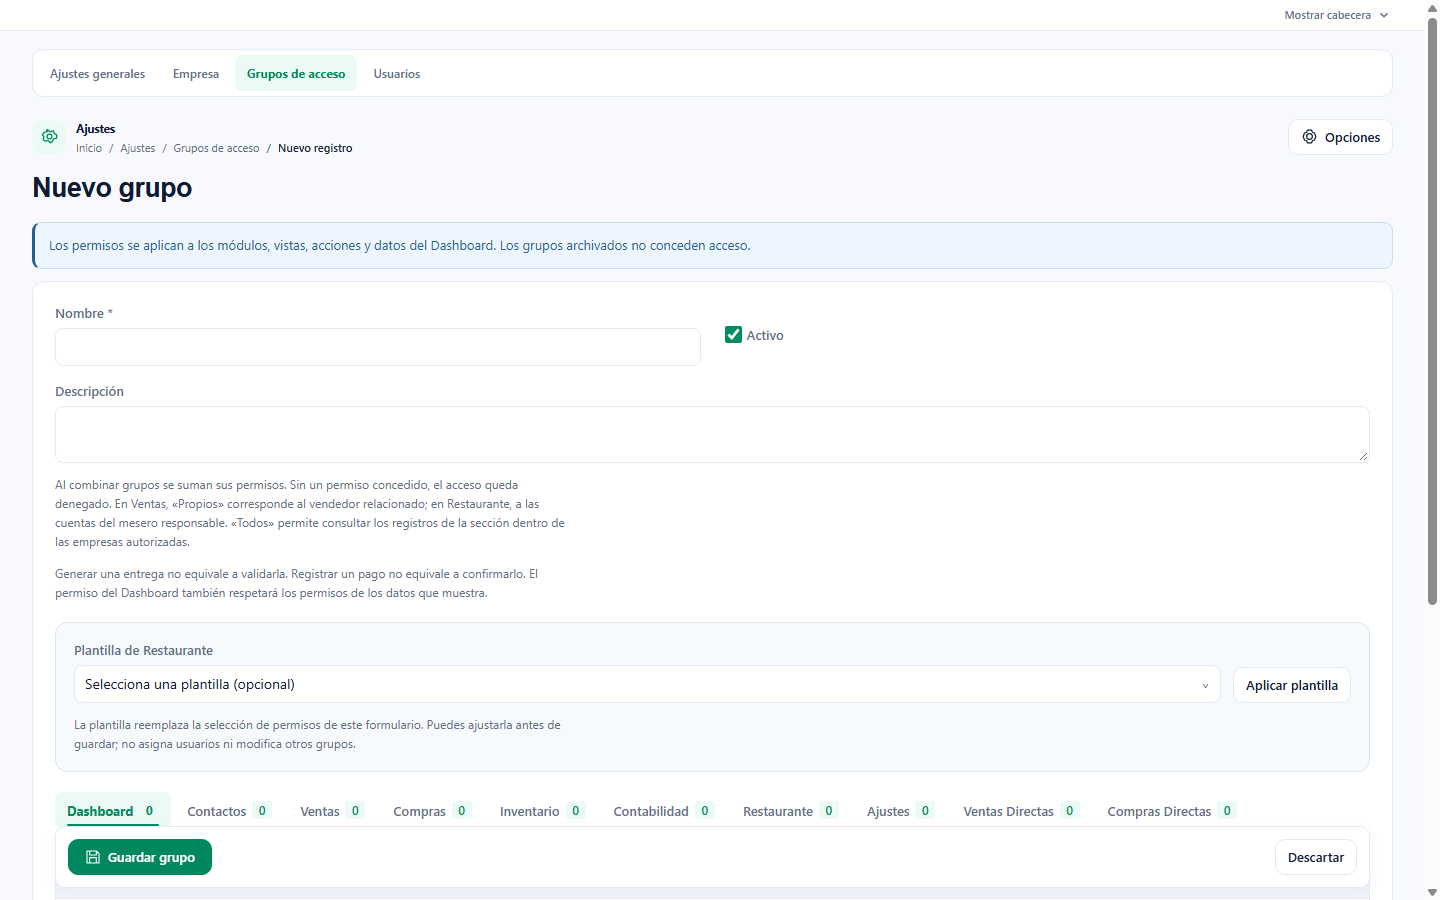 Mostrar cabecera
Ajustes generales Empresa Grupos de acceso Usuarios
Ajustes
Inicio / Ajustes / Grupos de acceso / Nuevo registro
Opciones
Nuevo grupo
Los permisos se aplican a los módulos, vistas, acciones y datos del Dashboard. Los grupos archivados no conceden acceso.
Nombre *
Activo
Descripción
Al combinar grupos se suman sus permisos. Sin un permiso concedido, el acceso queda
denegado. En Ventas, «Propios» corresponde al vendedor relacionado; en Restaurante, a las
cuentas del mesero responsable. «Todos» permite consultar los registros de la sección dentro de
las empresas autorizadas.
Generar una entrega no equivale a validarla. Registrar un pago no equivale a confirmarlo. El
permiso del Dashboard también respetará los permisos de los datos que muestra.
Plantilla de Restaurante
Selecciona una plantilla (opcional)
Aplicar plantilla
La plantilla reemplaza la selección de permisos de este formulario. Puedes ajustarla antes de
guardar; no asigna usuarios ni modifica otros grupos.
Dashboard 0 Contactos 0 Ventas 0 Compras 0 Inventario 0 Contabilidad 0 Restaurante 0 Ajustes 0 Ventas Directas 0 Compras Directas 0
Guardar grupo
Descartar